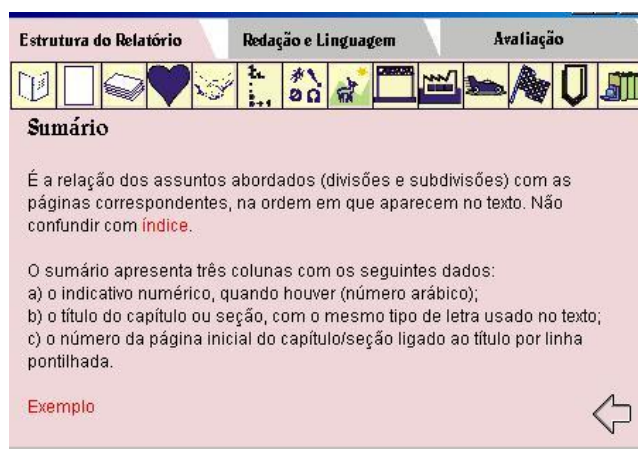 Estrutura do Relatório
Redação e Linguagem
Avaliação
Sumário
É a relação dos assuntos abordados (divisões e subdivisões) com as
páginas correspondentes, na ordem em que aparecem no texto. Não
confundir com índice.
O sumário apresenta três colunas com os seguintes dados:
a) o indicativo numérico, quando houver (número arábico);
b) o título do capítulo ou seção, com o mesmo tipo de letra usado no texto;
c) o número da página inicial do capítulo/seção ligado ao título por linha
pontilhada.
Exemplo